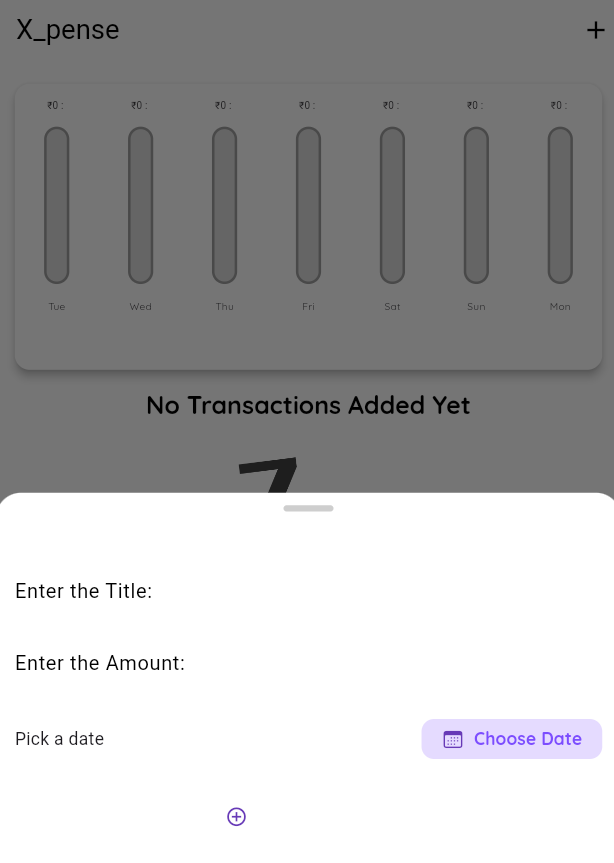 X_pense
₹0 : ₹0 : ₹0 : ₹0 : ₹0 : ₹0 : ₹0 :
Tue Wed Thu Fri Sat Sun Mon
No Transactions Added Yet
Enter the Title:
Enter the Amount:
Pick a date Choose Date